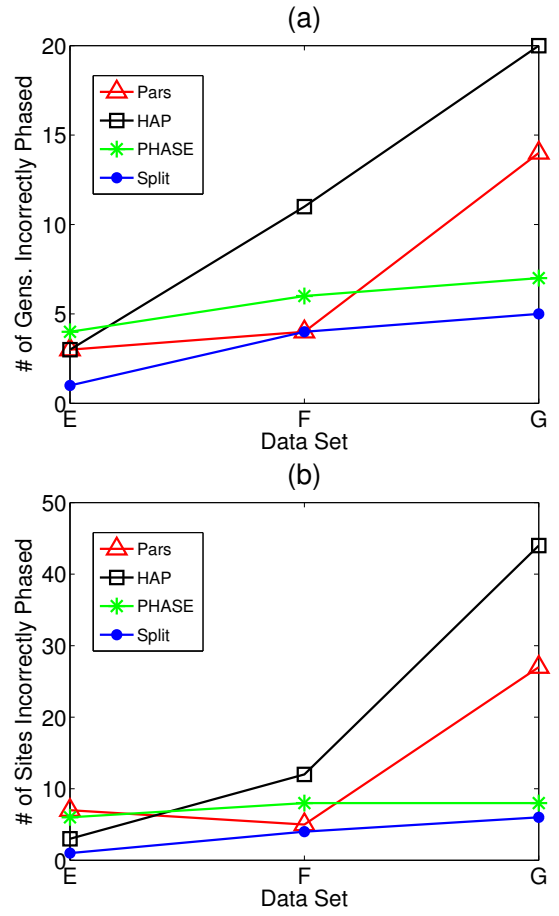 (a)
# of Gens. Incorrectly Phased
20
15
10
5
0
Pars
HAP
PHASE
Split
E
F
G
Data Set
(b)
# of Sites Incorrectly Phased
50
40
30
20
10
0
Pars
HAP
PHASE
Split
E
F
G
Data Set